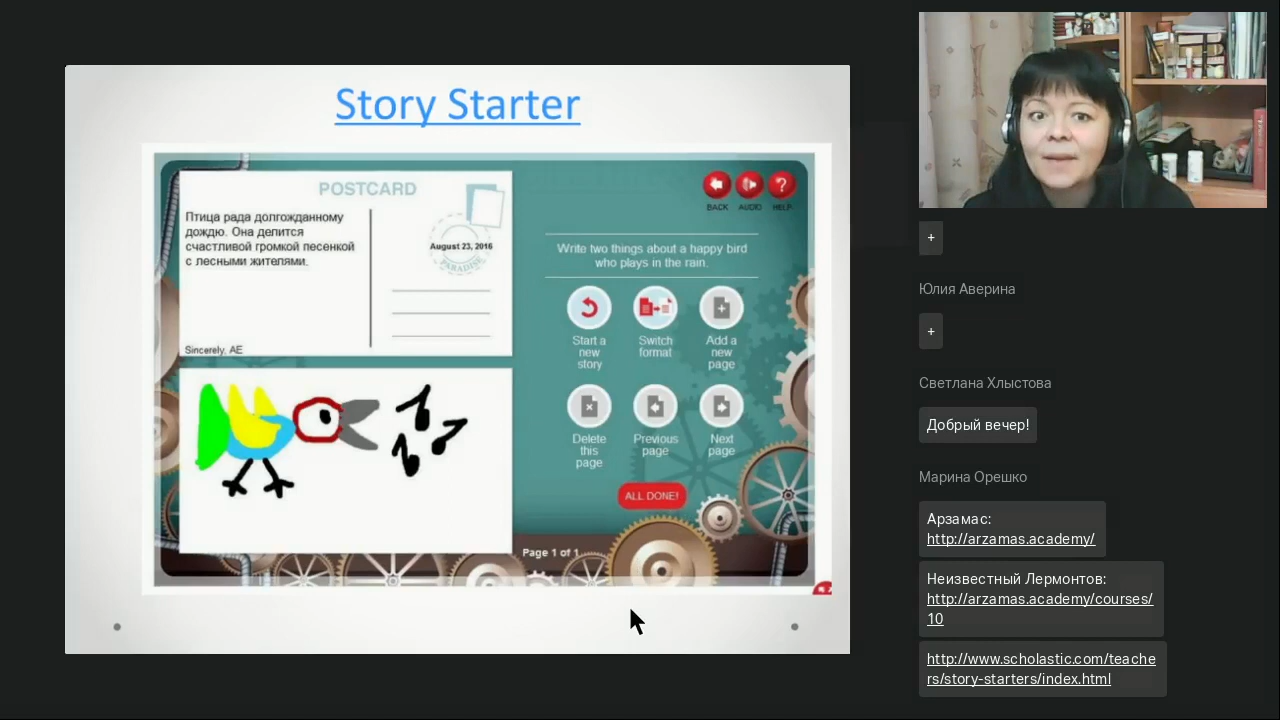 Story Starter
POSTCARD
Птица рада долгожданному
дождю. Она делится
счастливой громкой песенкой
с лесными жителями.
August 23, 2016
PARADISE
Sincerely, AE
BACK
AUDIO
HELP
Write two things about a happy bird
who plays in the rain.
Start a
new
story
Switch
format
Add a
new
page
Delete
this
page
Previous
page
Next
page
ALL DONE!
Page 1 of 1
+
Юлия Аверина
+
Светлана Хлыстова
Добрый вечер!
Марина Орешко
Арзамас:
http://arzamas.academy/
Неизвестный Лермонтов:
http://arzamas.academy/courses/
10
http://www.scholastic.com/teache
rs/story-starters/index.html